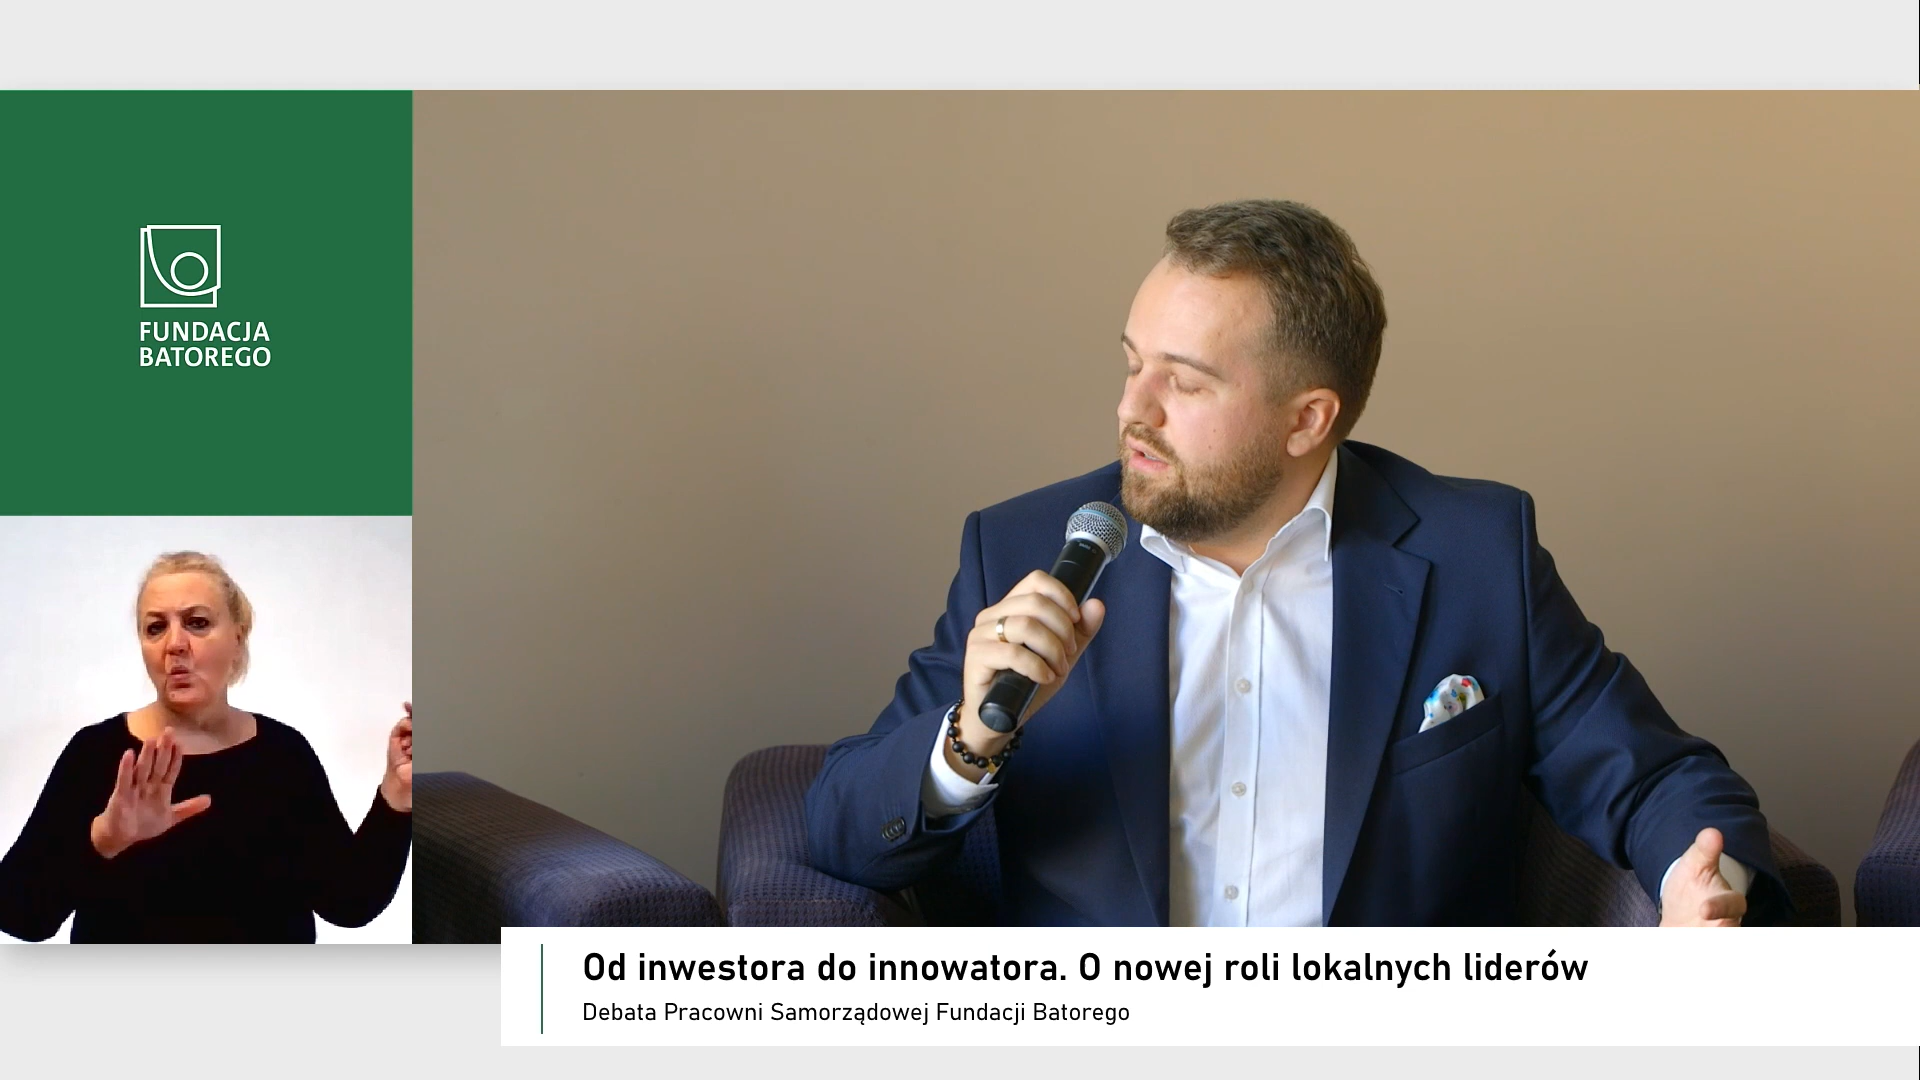 FUNDACJA
BATOREGO
Od inwestora do innowatora. O nowej roli lokalnych liderów
Debata Pracowni Samorządowej Fundacji Batorego